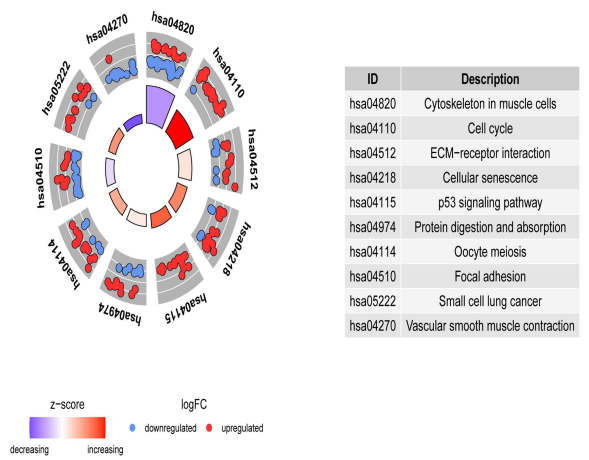 hsa04820
hsa04110
hsa04512
hsa04218
hsa04115
hsa04974
hsa04114
hsa04510
hsa05222
hsa04270
ID Description
hsa04820 Cytoskeleton in muscle cells
hsa04110 Cell cycle
hsa04512 ECM−receptor interaction
hsa04218 Cellular senescence
hsa04115 p53 signaling pathway
hsa04974 Protein digestion and absorption
hsa04114 Oocyte meiosis
hsa04510 Focal adhesion
hsa05222 Small cell lung cancer
hsa04270 Vascular smooth muscle contraction
z−score
decreasing increasing
logFC
downregulated upregulated